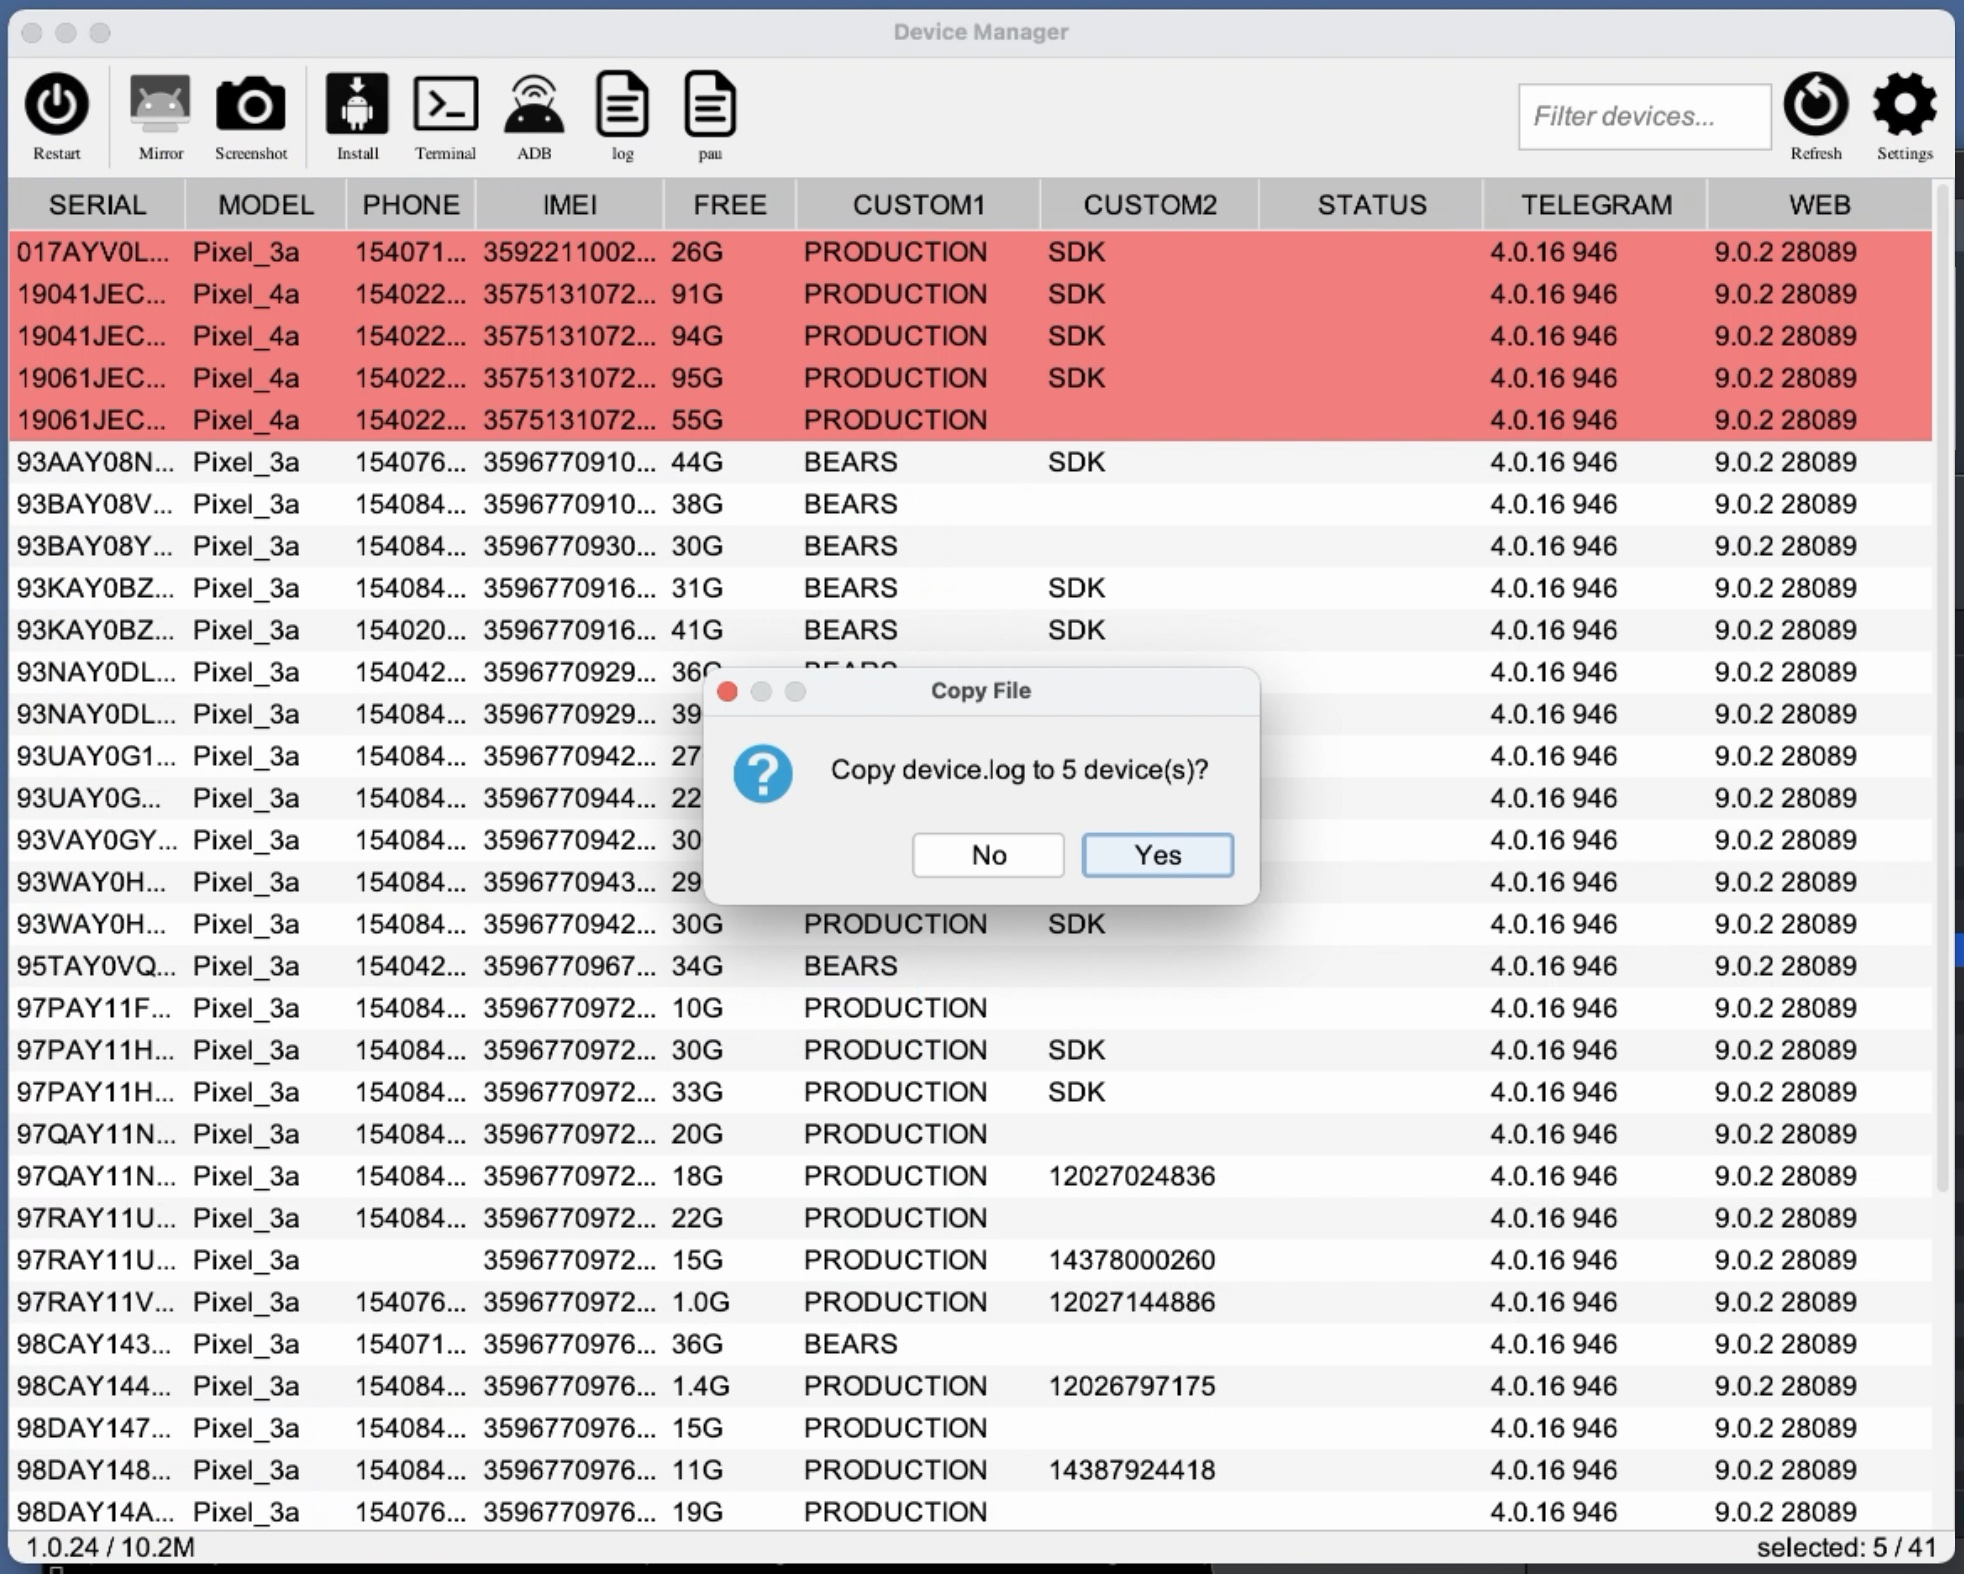 Device Manager
Restart Mirror Screenshot Install Terminal ADB log pau Filter devices... Refresh Settings
SERIAL MODEL PHONE IMEI FREE CUSTOM1 CUSTOM2 STATUS TELEGRAM WEB
017AYV0L... Pixel_3a 154071... 3592211002... 26G PRODUCTION SDK 4.0.16 946 9.0.2 28089
19041JEC... Pixel_4a 154022... 3575131072... 91G PRODUCTION SDK 4.0.16 946 9.0.2 28089
19041JEC... Pixel_4a 154022... 3575131072... 94G PRODUCTION SDK 4.0.16 946 9.0.2 28089
19061JEC... Pixel_4a 154022... 3575131072... 95G PRODUCTION SDK 4.0.16 946 9.0.2 28089
19061JEC... Pixel_4a 154022... 3575131072... 55G PRODUCTION 4.0.16 946 9.0.2 28089
93AAY08N... Pixel_3a 154076... 3596770910... 44G BEARS SDK 4.0.16 946 9.0.2 28089
93BAY08V... Pixel_3a 154084... 3596770910... 38G BEARS 4.0.16 946 9.0.2 28089
93BAY08Y... Pixel_3a 154084... 3596770930... 30G BEARS 4.0.16 946 9.0.2 28089
93KAY0BZ... Pixel_3a 154084... 3596770916... 31G BEARS SDK 4.0.16 946 9.0.2 28089
93KAY0BZ... Pixel_3a 154020... 3596770916... 41G BEARS SDK 4.0.16 946 9.0.2 28089
93NAY0DL... Pixel_3a 154042... 3596770929... 36G BEARS 4.0.16 946 9.0.2 28089
93NAY0DL... Pixel_3a 154084... 3596770929... 39 4.0.16 946 9.0.2 28089
93UAY0G1... Pixel_3a 154084... 3596770942... 27 4.0.16 946 9.0.2 28089
93UAY0G... Pixel_3a 154084... 3596770944... 22 4.0.16 946 9.0.2 28089
93VAY0GY... Pixel_3a 154084... 3596770942... 30 4.0.16 946 9.0.2 28089
93WAY0H... Pixel_3a 154084... 3596770943... 29 4.0.16 946 9.0.2 28089
93WAY0H... Pixel_3a 154084... 3596770942... 30G PRODUCTION SDK 4.0.16 946 9.0.2 28089
95TAY0VQ... Pixel_3a 154042... 3596770967... 34G BEARS 4.0.16 946 9.0.2 28089
97PAY11F... Pixel_3a 154084... 3596770972... 10G PRODUCTION 4.0.16 946 9.0.2 28089
97PAY11H... Pixel_3a 154084... 3596770972... 30G PRODUCTION SDK 4.0.16 946 9.0.2 28089
97PAY11H... Pixel_3a 154084... 3596770972... 33G PRODUCTION SDK 4.0.16 946 9.0.2 28089
97QAY11N... Pixel_3a 154084... 3596770972... 20G PRODUCTION 4.0.16 946 9.0.2 28089
97QAY11N... Pixel_3a 154084... 3596770972... 18G PRODUCTION 12027024836 4.0.16 946 9.0.2 28089
97RAY11U... Pixel_3a 154084... 3596770972... 22G PRODUCTION 4.0.16 946 9.0.2 28089
97RAY11U... Pixel_3a 3596770972... 15G PRODUCTION 14378000260 4.0.16 946 9.0.2 28089
97RAY11V... Pixel_3a 154076... 3596770972... 1.0G PRODUCTION 12027144886 4.0.16 946 9.0.2 28089
98CAY143... Pixel_3a 154071... 3596770976... 36G BEARS 4.0.16 946 9.0.2 28089
98CAY144... Pixel_3a 154084... 3596770976... 1.4G PRODUCTION 12026797175 4.0.16 946 9.0.2 28089
98DAY147... Pixel_3a 154084... 3596770976... 15G PRODUCTION 4.0.16 946 9.0.2 28089
98DAY148... Pixel_3a 154084... 3596770976... 11G PRODUCTION 14387924418 4.0.16 946 9.0.2 28089
98DAY14A... Pixel_3a 154076... 3596770976... 19G PRODUCTION 4.0.16 946 9.0.2 28089
1.0.24 / 10.2M selected: 5 / 41
Copy File
Copy device.log to 5 device(s)?
No Yes